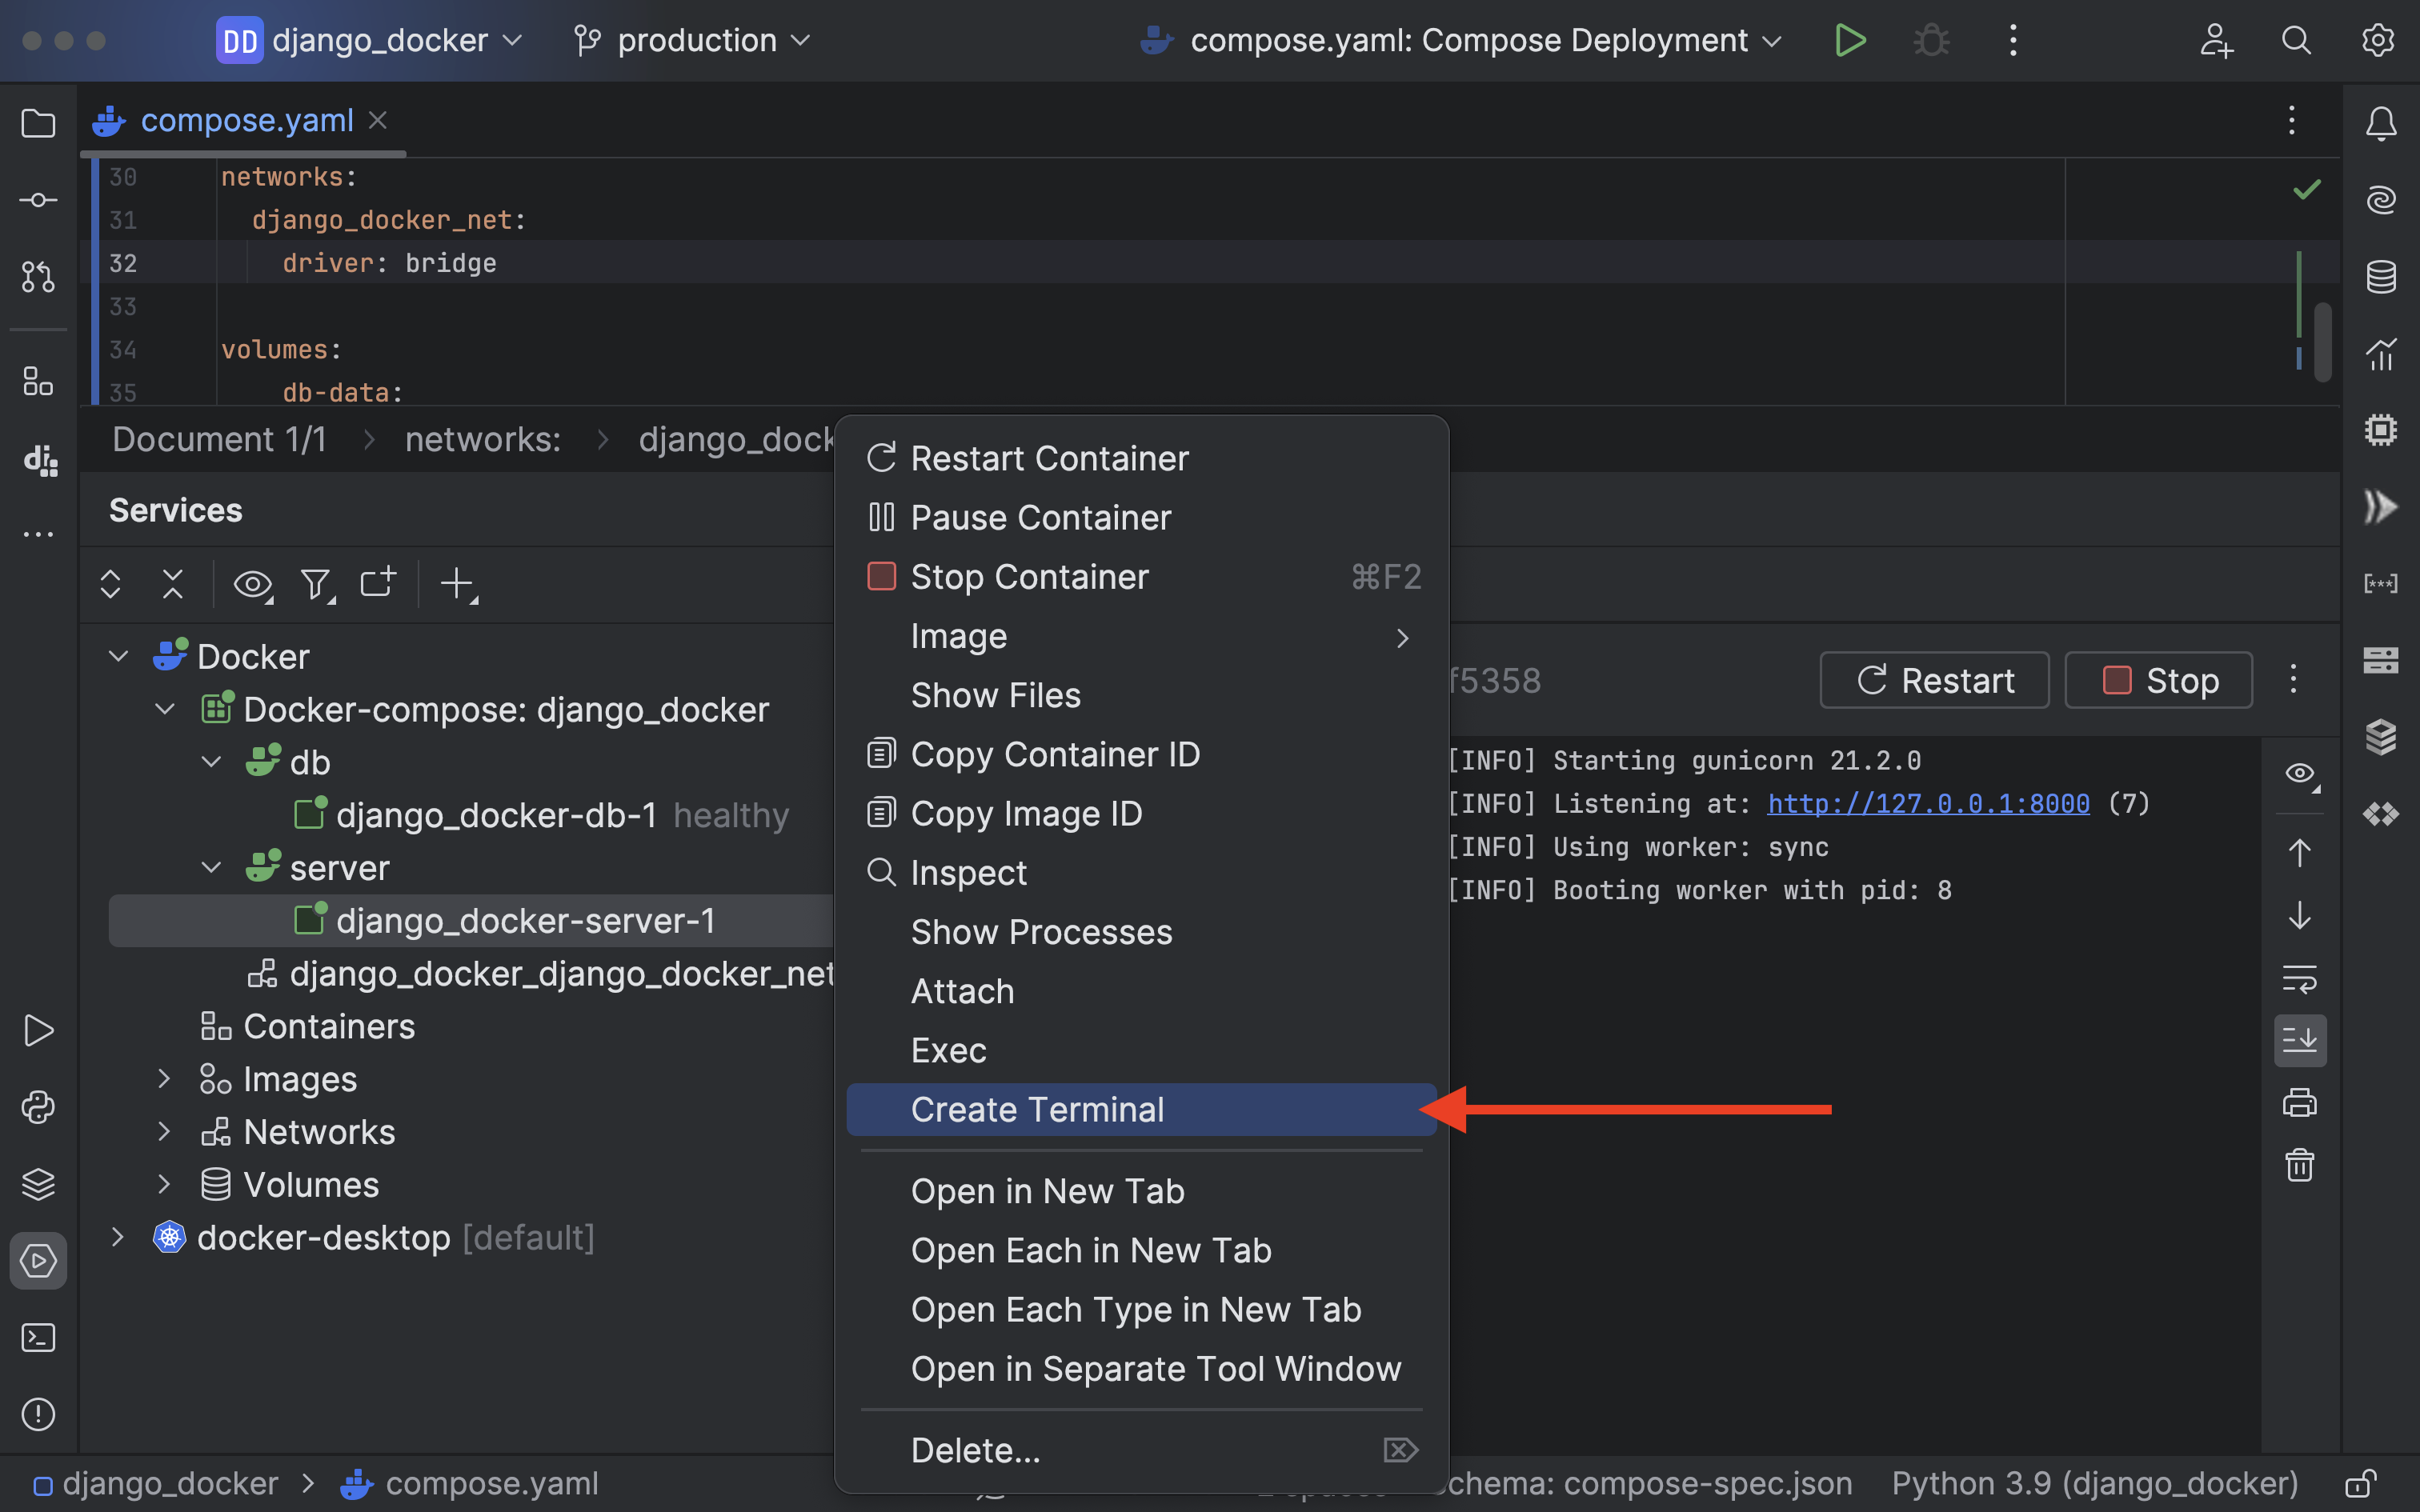 DD django_docker production compose.yaml: Compose Deployment
compose.yaml
30 networks:
31 django_docker_net:
32 driver: bridge
33
34 volumes:
35 db-data:
Document 1/1 networks:
Services
Docker
Docker-compose: django_docker
db
django_docker-db-1 healthy
server
django_docker-server-1
django_docker_django_docker_net
Containers
Images
Networks
Volumes
docker-desktop [default]
Restart Container
Pause Container
Stop Container ⌘F2
Image
Show Files
Copy Container ID
Copy Image ID
Inspect
Show Processes
Attach
Exec
Create Terminal
Open in New Tab
Open Each in New Tab
Open Each Type in New Tab
Open in Separate Tool Window
Delete...
f5358 Restart Stop
[INFO] Starting gunicorn 21.2.0
[INFO] Listening at: http://127.0.0.1:8000 (7)
[INFO] Using worker: sync
[INFO] Booting worker with pid: 8
django_docker compose.yaml chema: compose-spec.json Python 3.9 (django_docker)